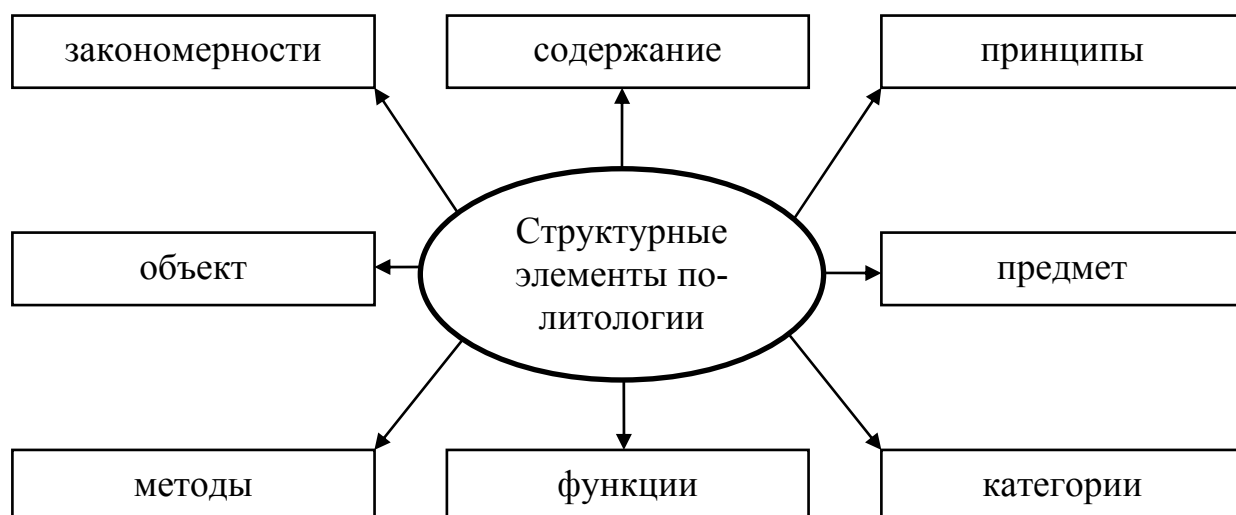 закономерности
содержание
принципы
объект
Структурные
элементы по-
литологии
предмет
методы
функции
категории